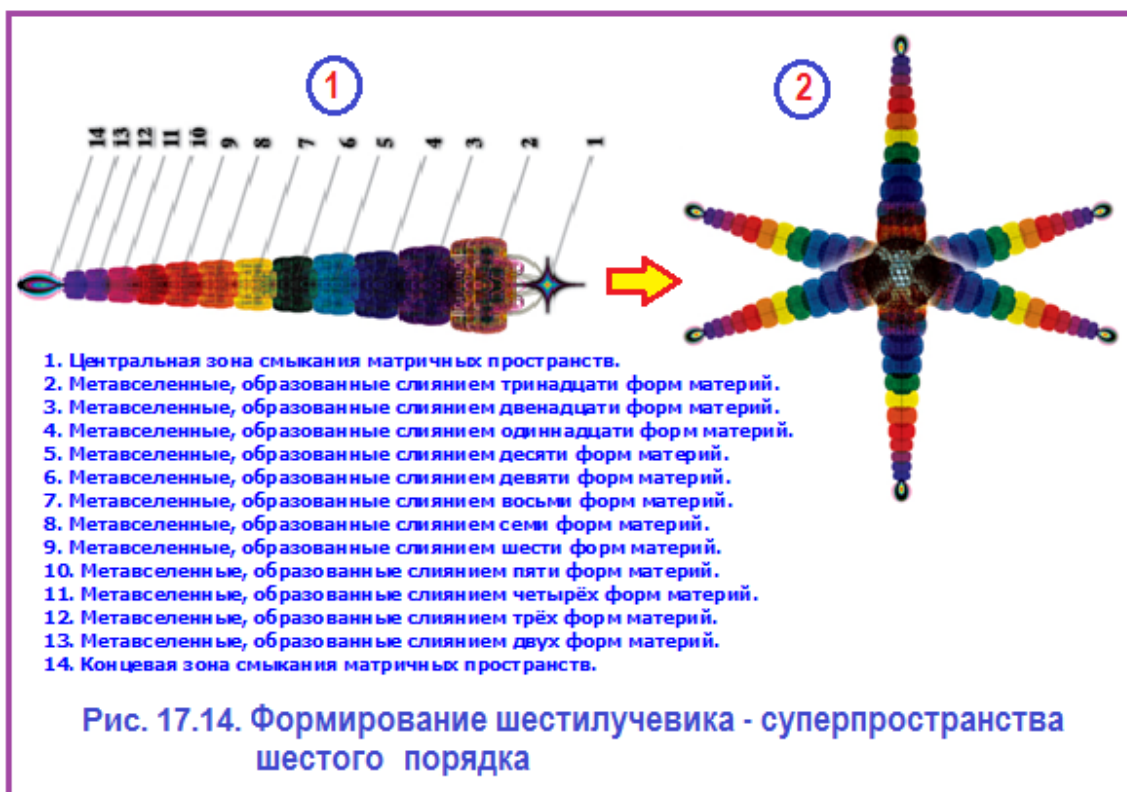 1
2
14 13 12 11 10 9 8 7 6 5 4 3 2 1
1. Центральная зона смыкания матричных пространств.
2. Метавселенные, образованные слиянием тринадцати форм материй.
3. Метавселенные, образованные слиянием двенадцати форм материй.
4. Метавселенные, образованные слиянием одиннадцати форм материй.
5. Метавселенные, образованные слиянием десяти форм материй.
6. Метавселенные, образованные слиянием девяти форм материй.
7. Метавселенные, образованные слиянием восьми форм материй.
8. Метавселенные, образованные слиянием семи форм материй.
9. Метавселенные, образованные слиянием шести форм материй.
10. Метавселенные, образованные слиянием пяти форм материй.
11. Метавселенные, образованные слиянием четырёх форм материй.
12. Метавселенные, образованные слиянием трёх форм материй.
13. Метавселенные, образованные слиянием двух форм материй.
14. Концевая зона смыкания матричных пространств.
Рис. 17.14. Формирование шестилучевика - суперпространства
шестого порядка